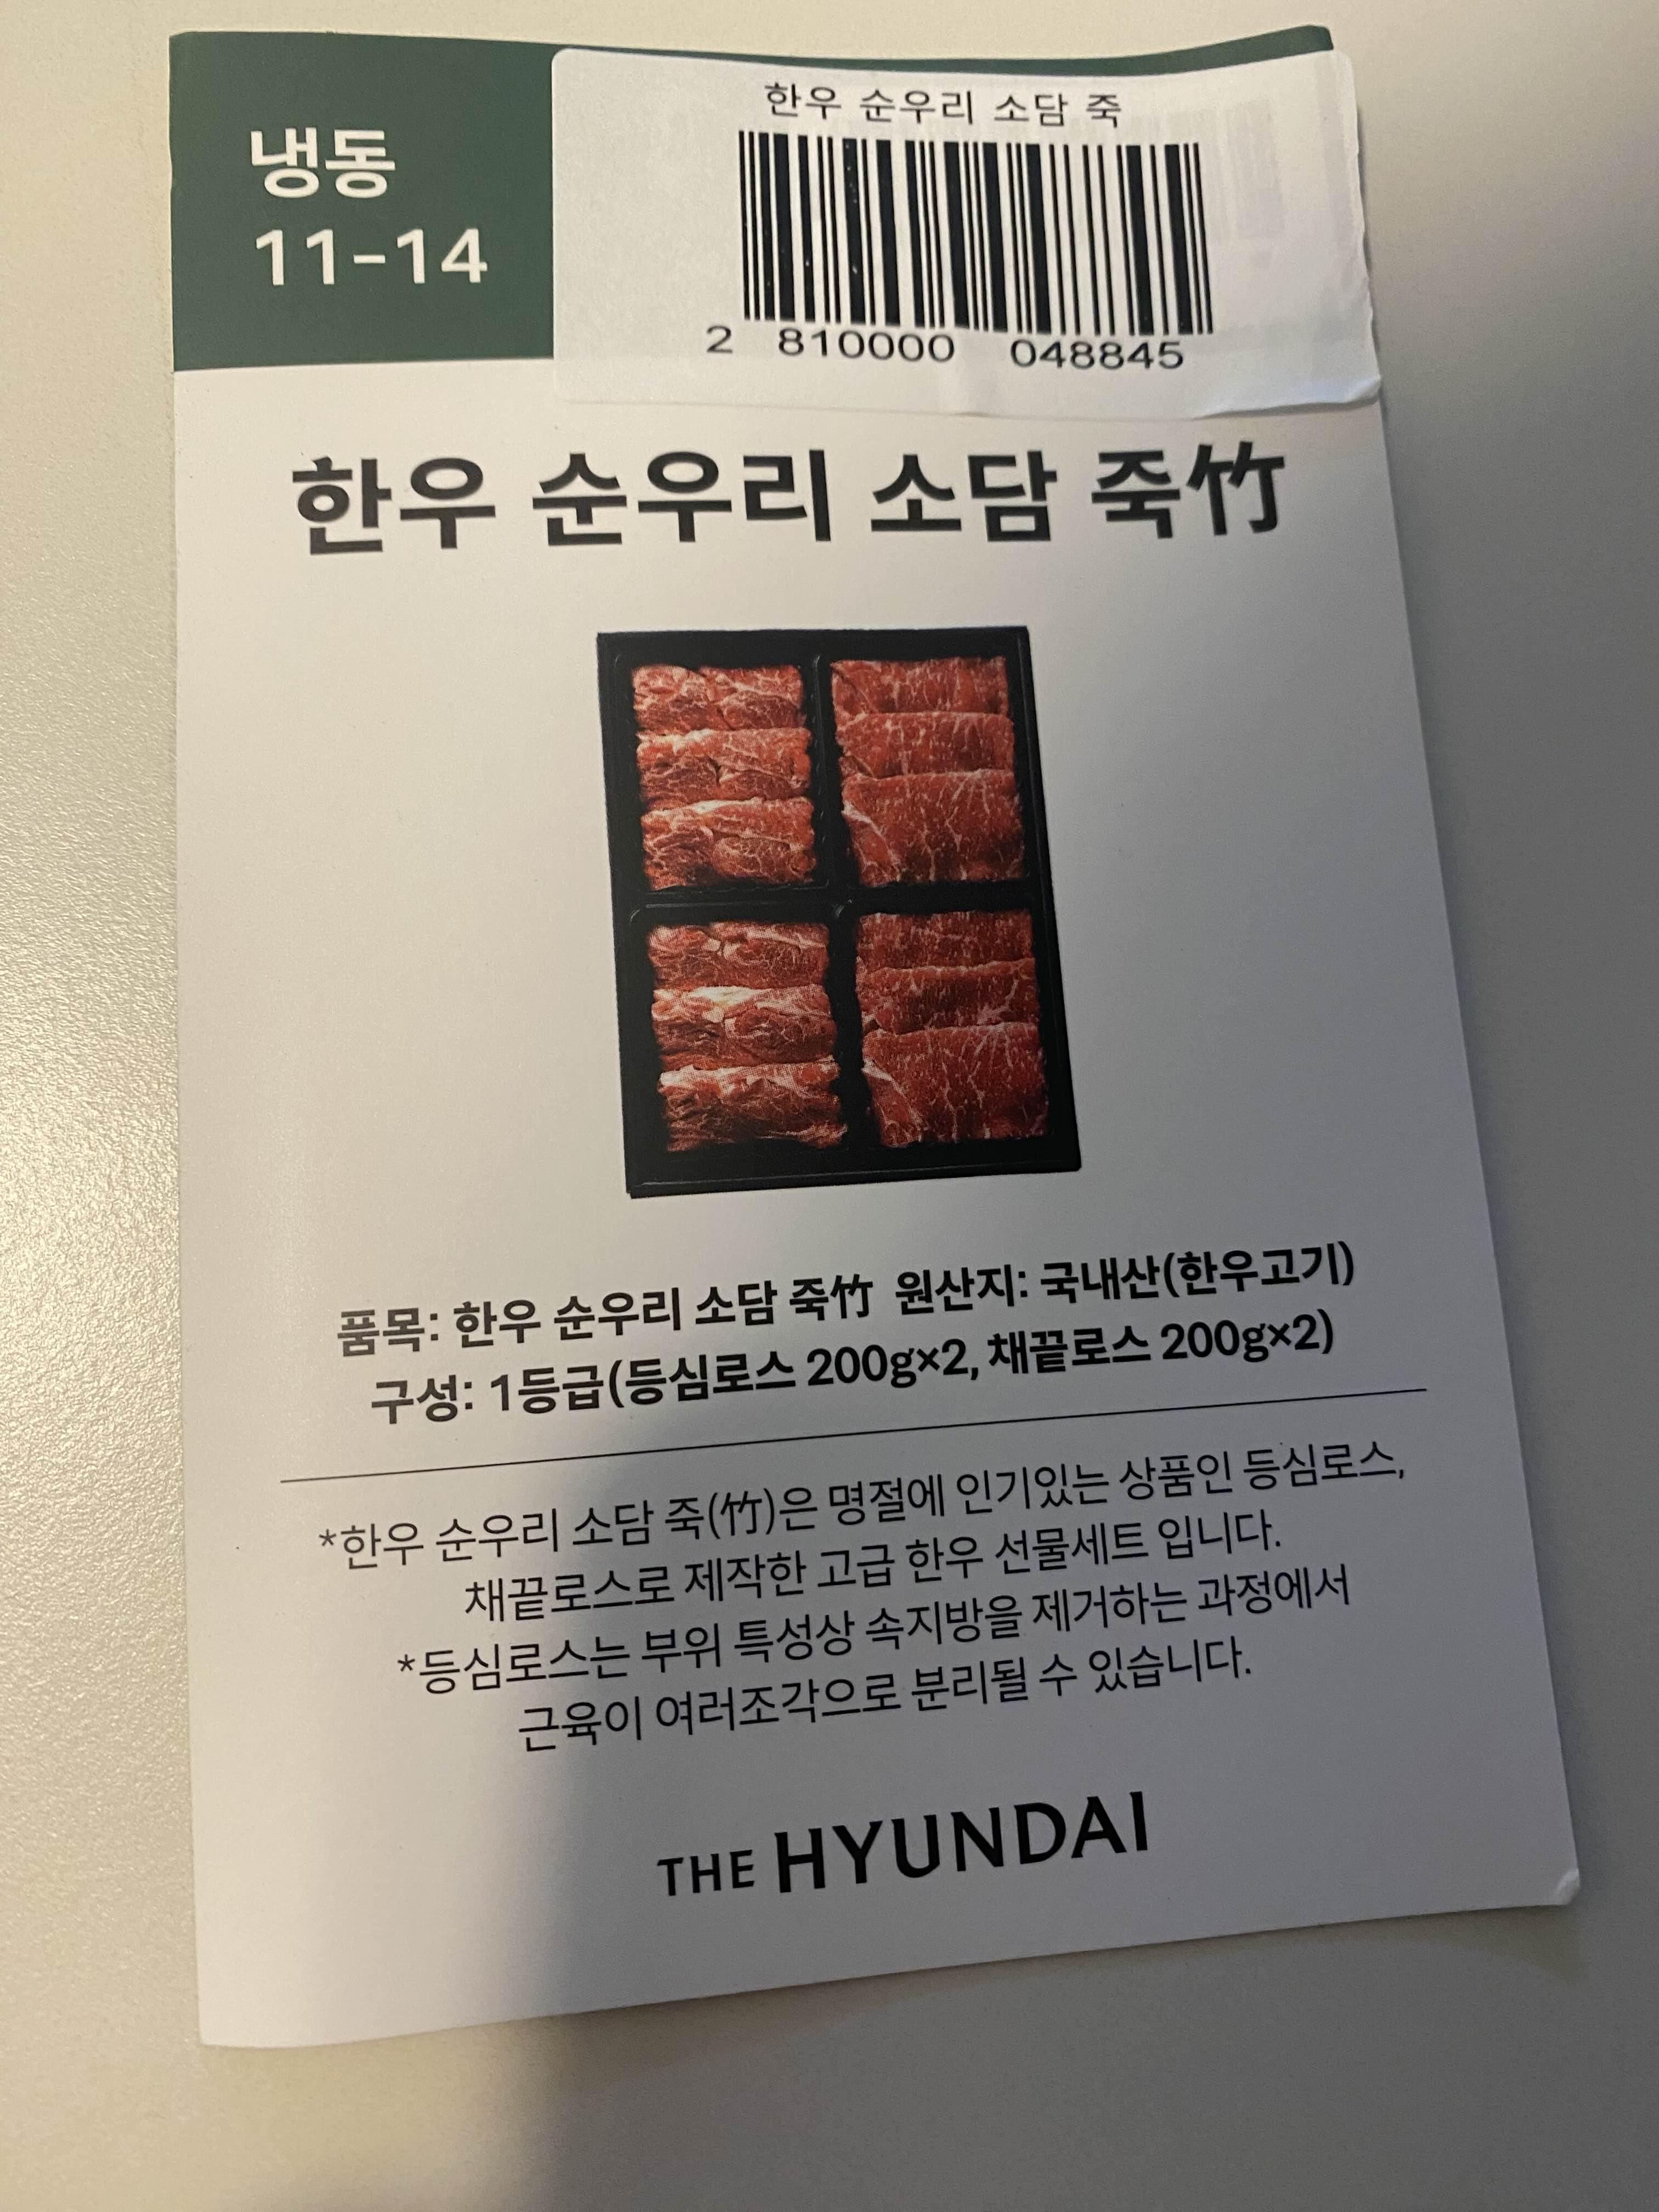 냉동
11-14
한우 순우리 소담 죽
2 810000 048845
한우 순우리 소담 죽竹
품목: 한우 순우리 소담 죽竹 원산지: 국내산(한우고기)
구성: 1등급(등심로스 200g×2, 채끝로스 200g×2)
*한우 순우리 소담 죽(竹)은 명절에 인기있는 상품인 등심로스,
채끝로스로 제작한 고급 한우 선물세트 입니다.
*등심로스는 부위 특성상 속지방을 제거하는 과정에서
근육이 여러조각으로 분리될 수 있습니다.
THE HYUNDAI